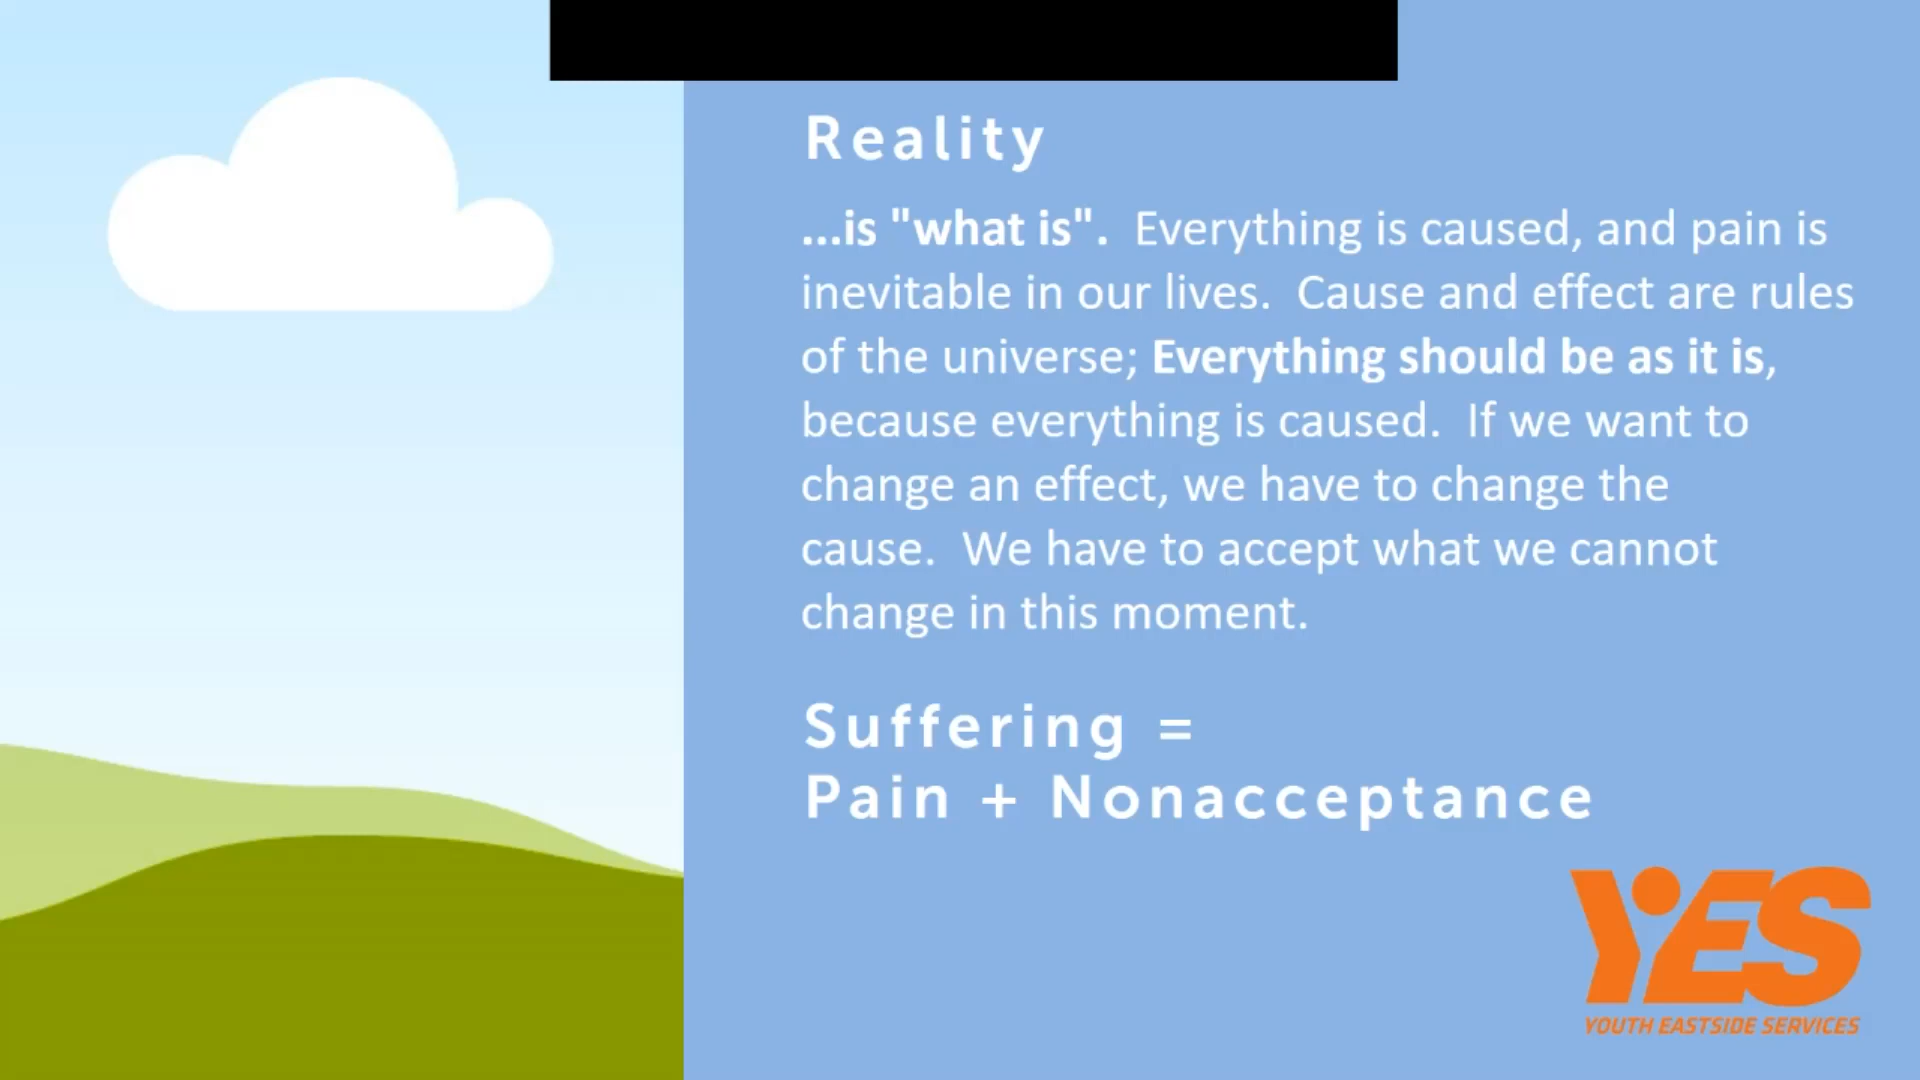 Reality
...is "what is".  Everything is caused, and pain is
inevitable in our lives.  Cause and effect are rules
of the universe; Everything should be as it is,
because everything is caused.  If we want to
change an effect, we have to change the
cause.  We have to accept what we cannot
change in this moment.
Suffering =
Pain + Nonacceptance
YES
YOUTH EASTSIDE SERVICES